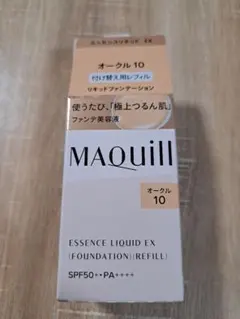 オークル 10
付け替え用レフィル
リキッドファンデーション
使うたび、「極上つるん肌」
ファンデ美容液
MAQuill
オークル
10
ESSENCE LIQUID EX
(FOUNDATION)(REFILL)
SPF50++PA++++